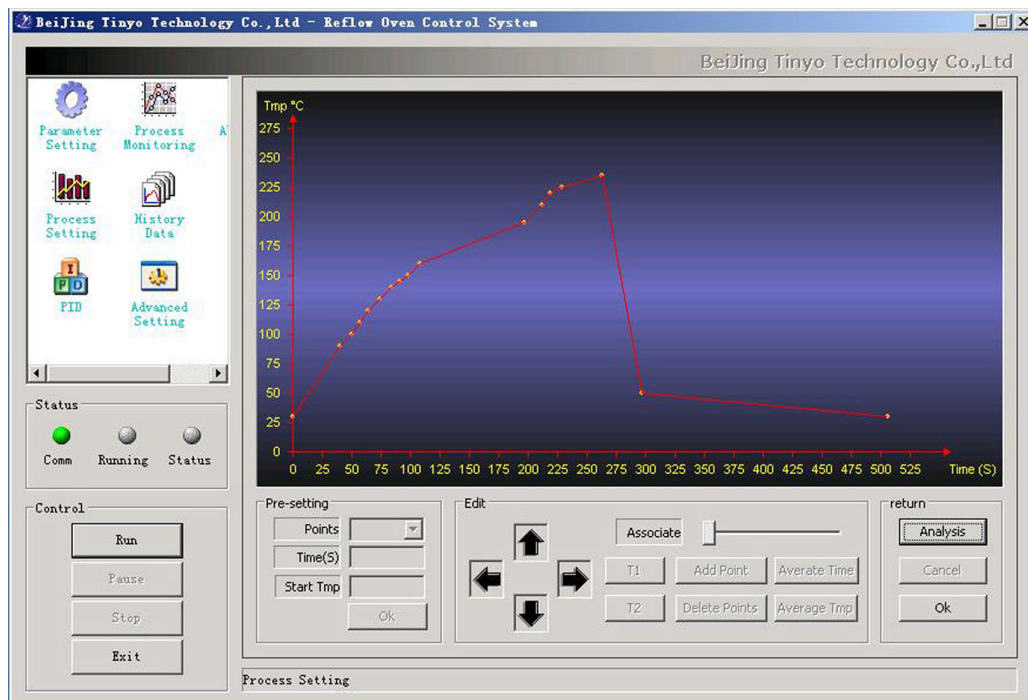 BeiJing Tinyo Technology Co.,Ltd - Reflow Oven Control System
BeiJing Tinyo Technology Co.,Ltd
Parameter Setting
Process Monitoring
Process Setting
History Data
PID
Advanced Setting
Status
Comm Running Status
Control
Run
Pause
Stop
Exit
Tmp °C
275
250
225
200
175
150
125
100
75
50
25
0
0 25 50 75 100 125 150 175 200 225 250 275 300 325 350 375 400 425 450 475 500 525 Time (S)
Pre-setting
Points
Time(S)
Start Tmp
Ok
Edit
Associate
T1 Add Point Averate Time
T2 Delete Points Average Tmp
return
Analysis
Cancel
Ok
Process Setting